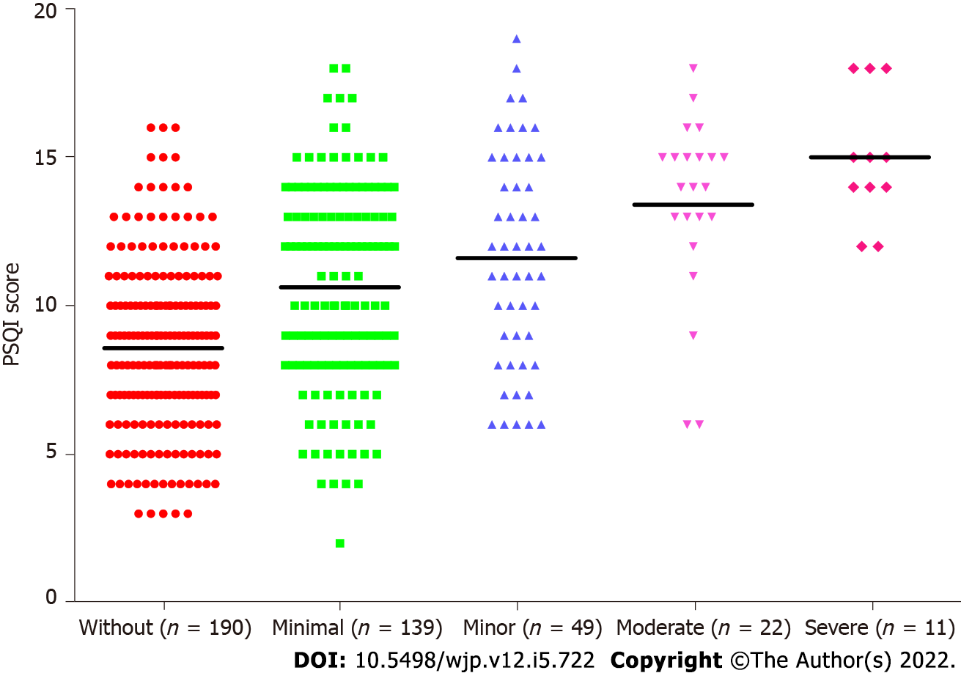 20
15
10
5
0
PSQI score
Without (n = 190) Minimal (n = 139) Minor (n = 49) Moderate (n = 22) Severe (n = 11)
DOI: 10.5498/wjp.v12.i5.722 Copyright ©The Author(s) 2022.